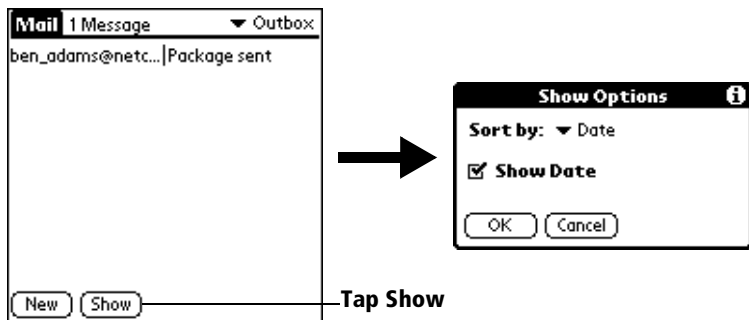 Mail 1 Message Outbox
ben_adams@netc...|Package sent
New Show
Tap Show
Show Options
Sort by: Date
Show Date
OK Cancel